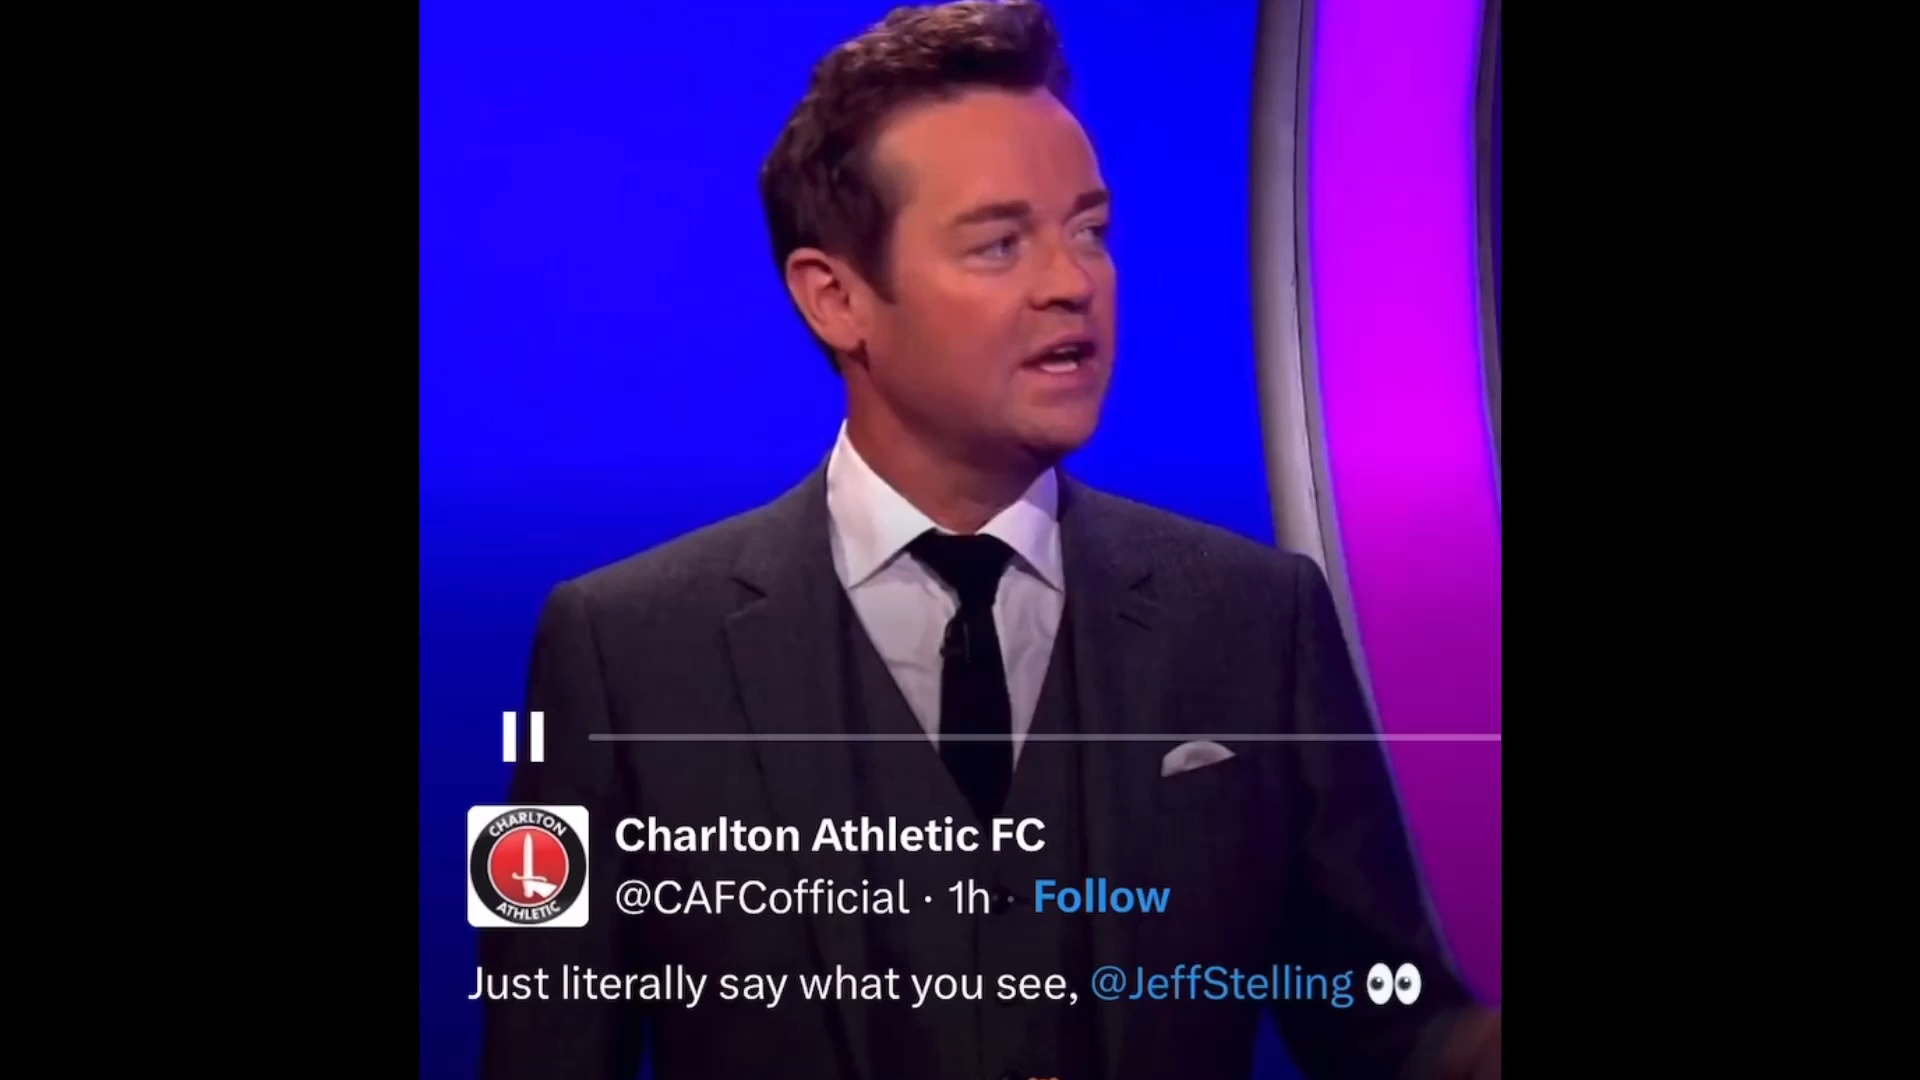 CHARLTON
ATHLETIC
Charlton Athletic FC
@CAFCofficial · 1h · Follow
Just literally say what you see, @JeffStelling 👀